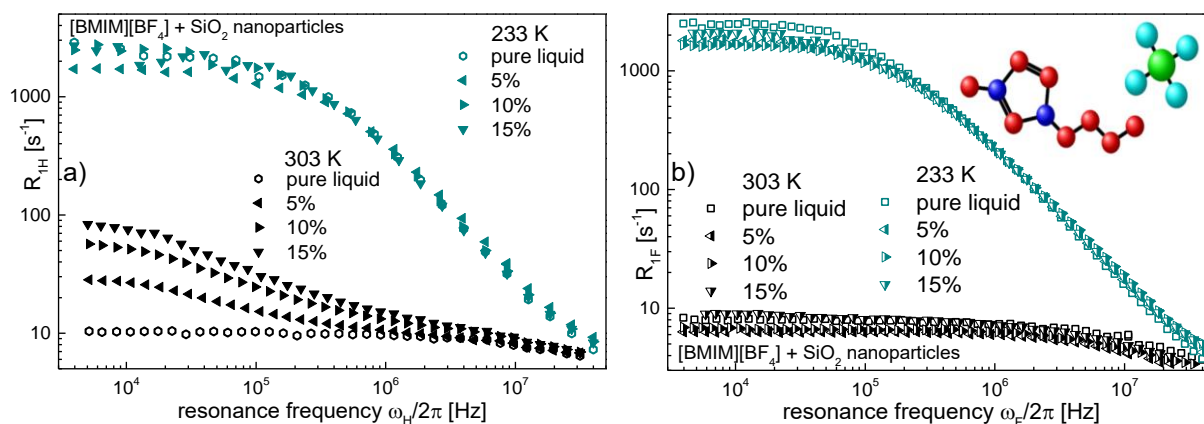 [BMIM][BF4] + SiO2 nanoparticles
233 K
pure liquid
5%
10%
15%
303 K
pure liquid
5%
10%
15%
a)
R1H [s-1]
1000
100
10
10^4
10^5
10^6
10^7
resonance frequency ωH/2π [Hz]
b)
303 K
pure liquid
5%
10%
15%
233 K
pure liquid
5%
10%
15%
[BMIM][BF4] + SiO2 nanoparticles
R1F [s-1]
1000
100
10
10^4
10^5
10^6
10^7
resonance frequency ωF/2π [Hz]